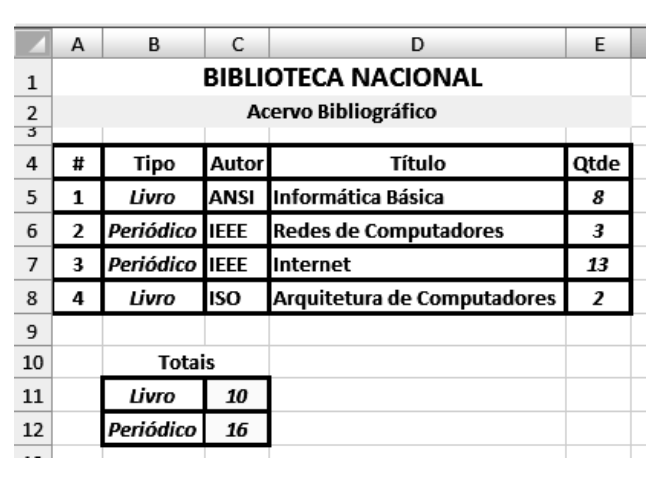 A B C D E
1 BIBLIOTECA NACIONAL
2 Acervo Bibliográfico
3
4 # Tipo Autor Título Qtde
5 1 Livro ANSI Informática Básica 8
6 2 Periódico IEEE Redes de Computadores 3
7 3 Periódico IEEE Internet 13
8 4 Livro ISO Arquitetura de Computadores 2
9
10 Totais
11 Livro 10
12 Periódico 16